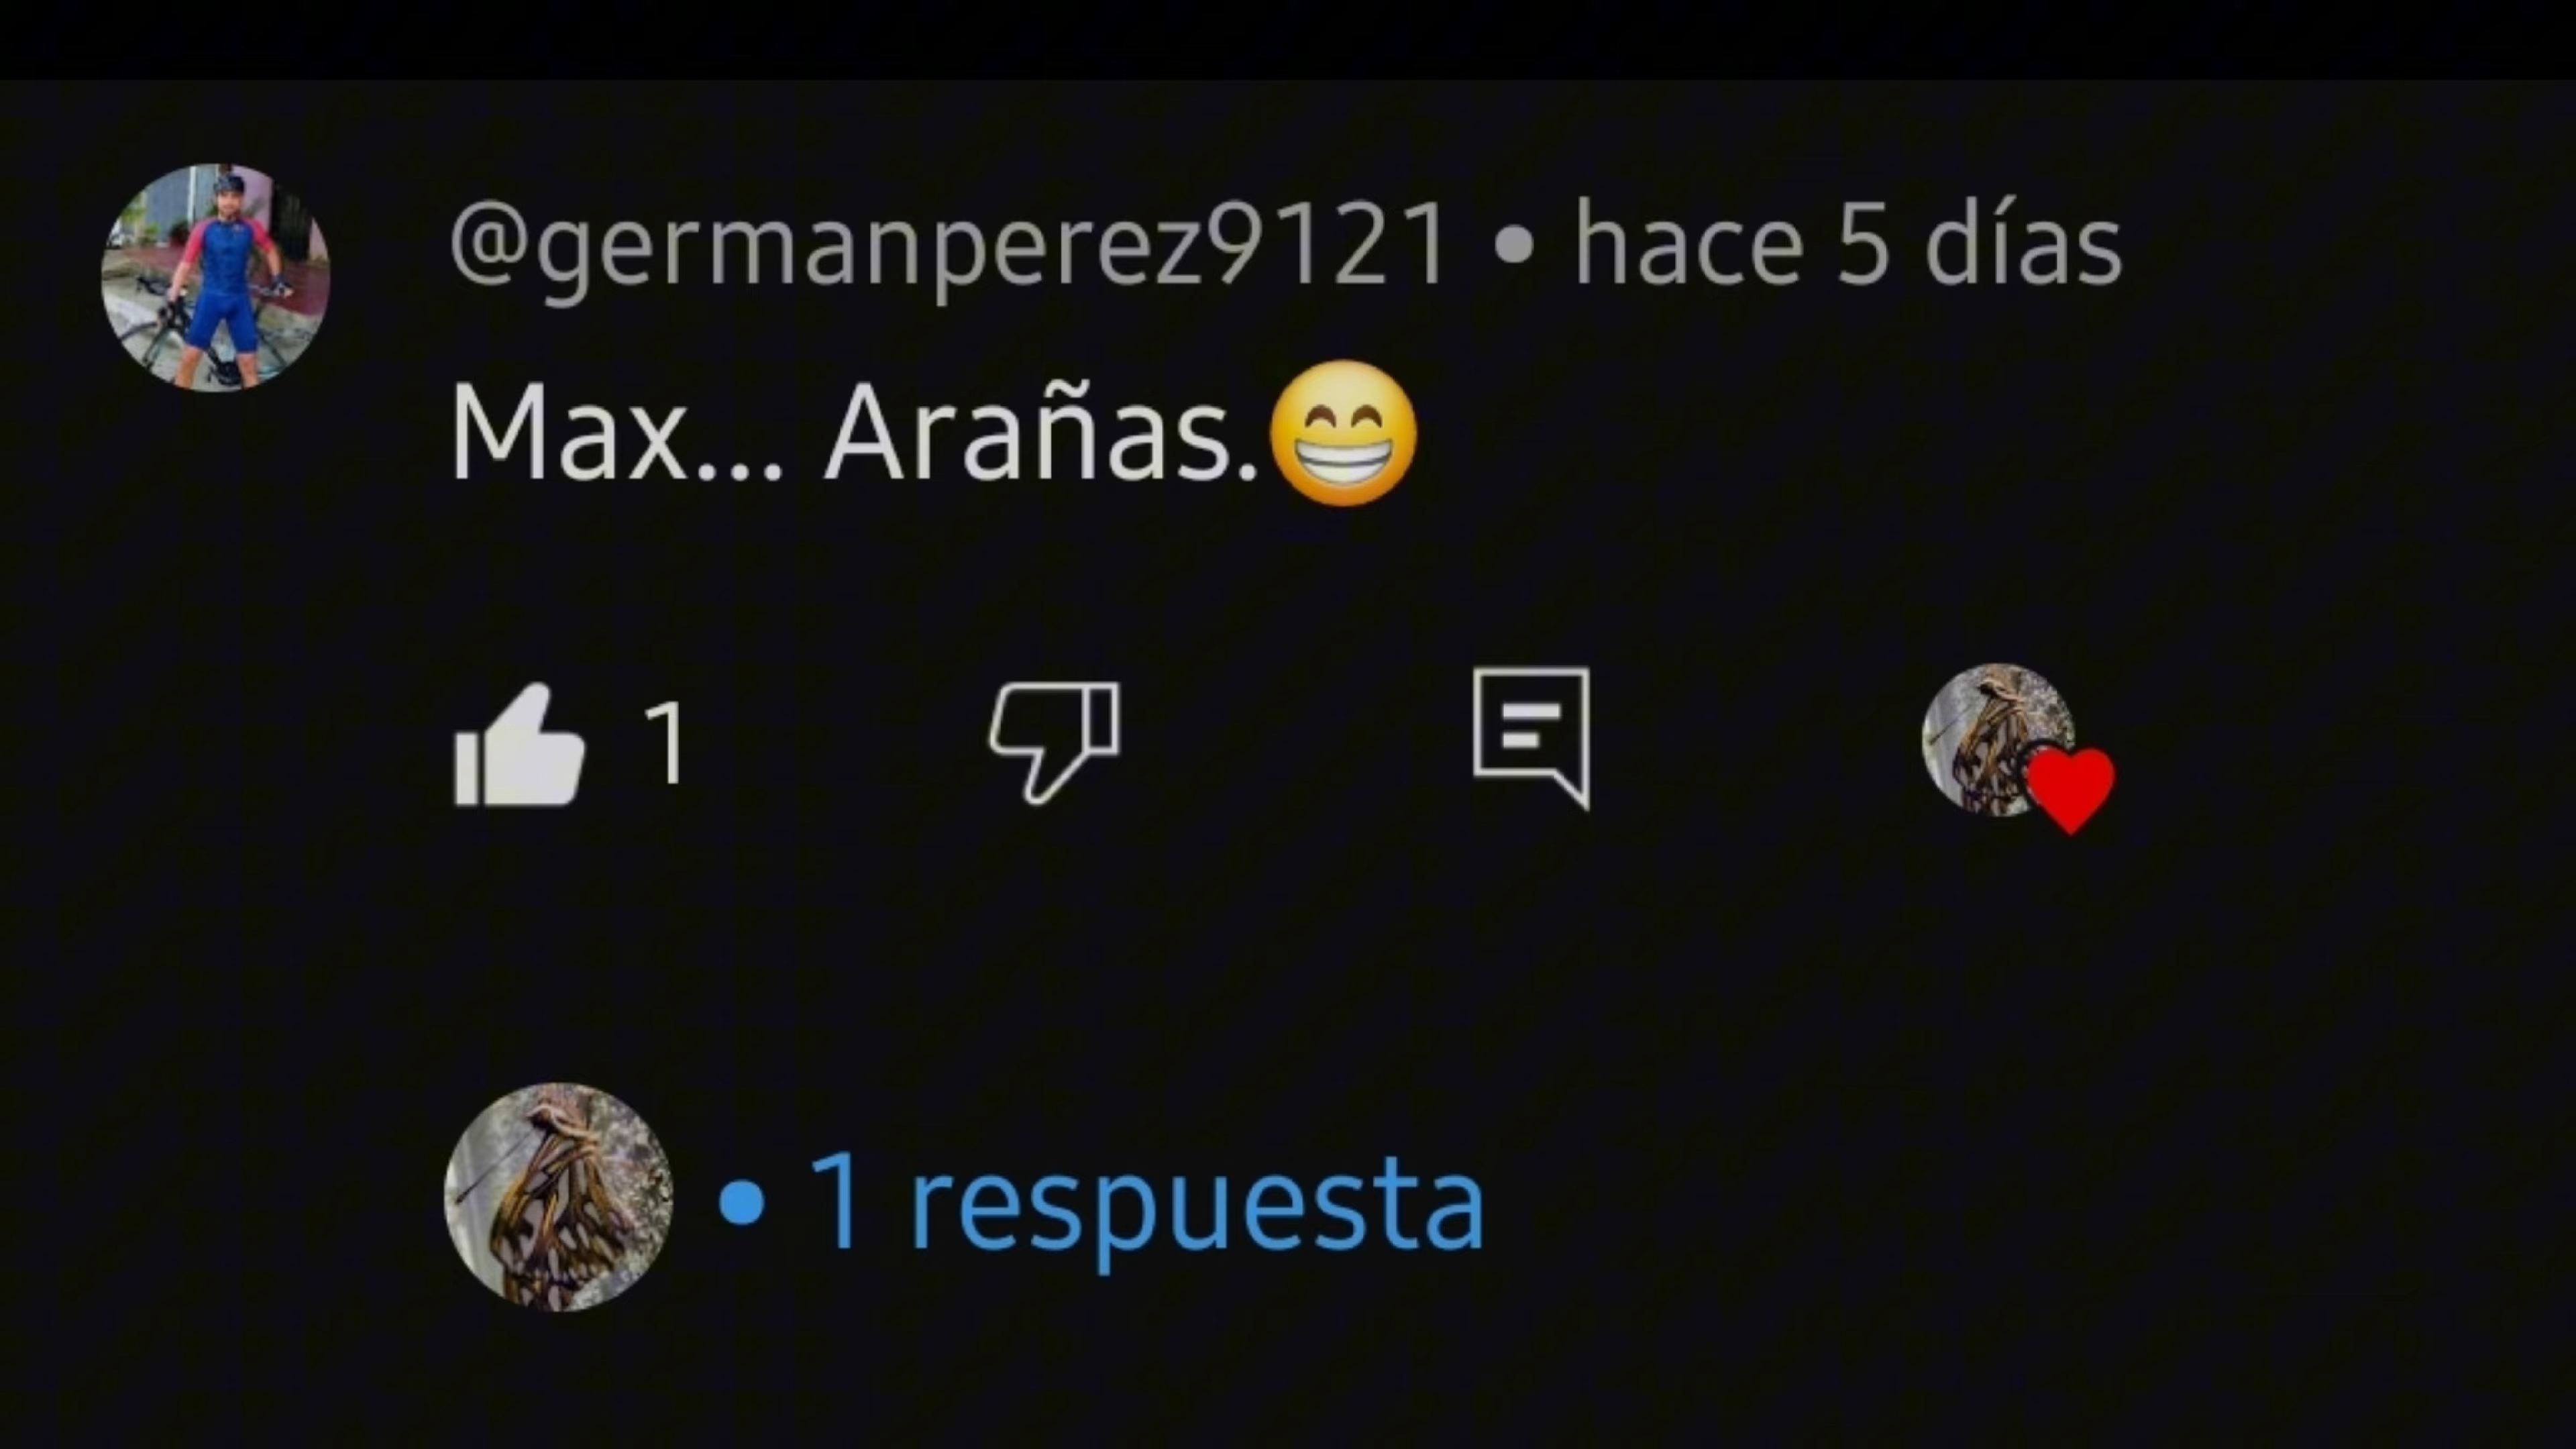 @germanperez9121 • hace 5 días
Max... Arañas.😁
1
• 1 respuesta